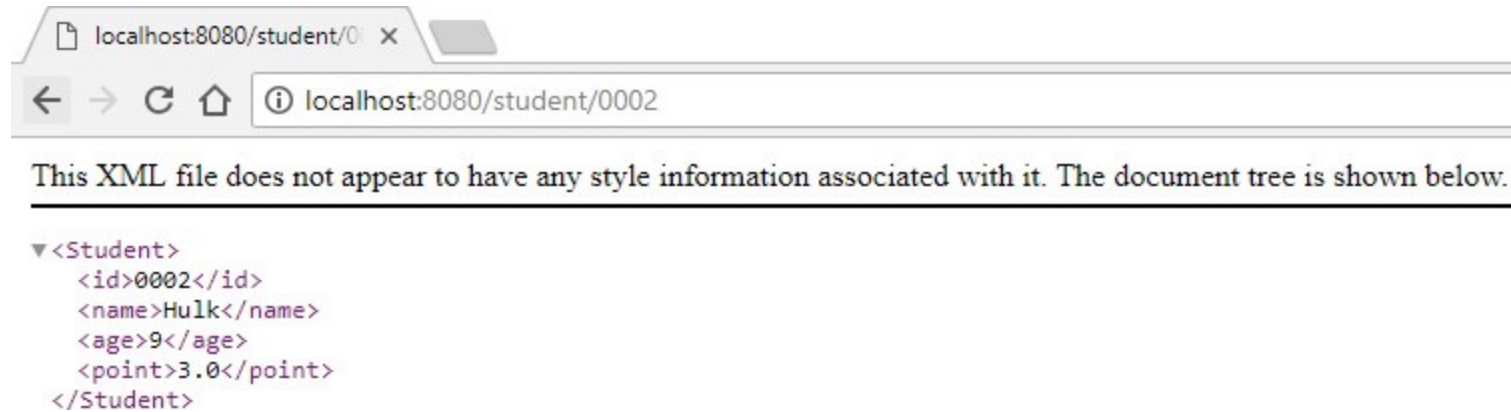 localhost:8080/student/0
localhost:8080/student/0002
This XML file does not appear to have any style information associated with it. The document tree is shown below.
<Student>
<id>0002</id>
<name>Hulk</name>
<age>9</age>
<point>3.0</point>
</Student>